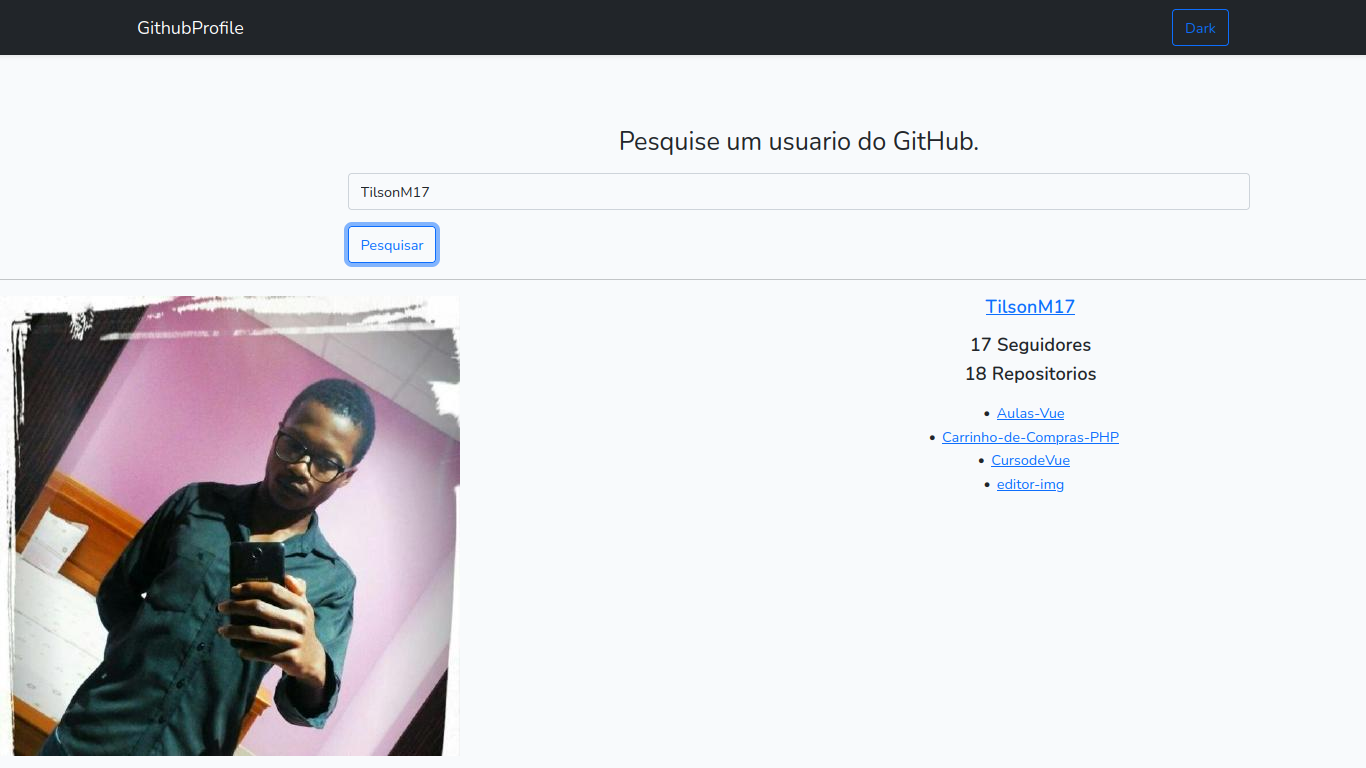 GithubProfile
Dark
Pesquise um usuario do GitHub.
TilsonM17
Pesquisar
TilsonM17
17 Seguidores
18 Repositorios
Aulas-Vue
Carrinho-de-Compras-PHP
CursodeVue
editor-img